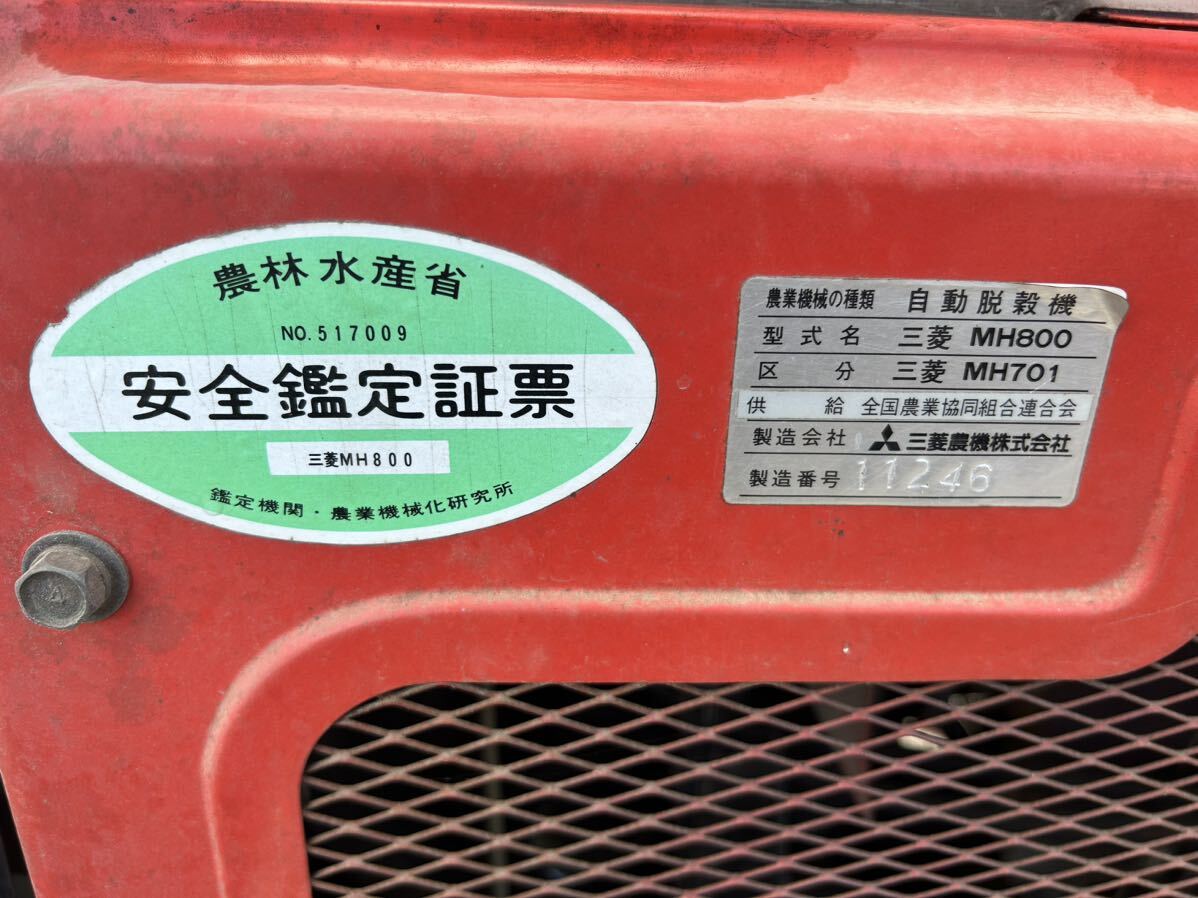 農林水産省
NO.517009
安全鑑定証票
三菱MH800
鑑定機関・農業機械化研究所
農業機械の種類 自動脱穀機
型式名 三菱 MH800
区分 三菱 MH701
供給 全国農業協同組合連合会
製造会社 三菱農機株式会社
製造番号 11246
A